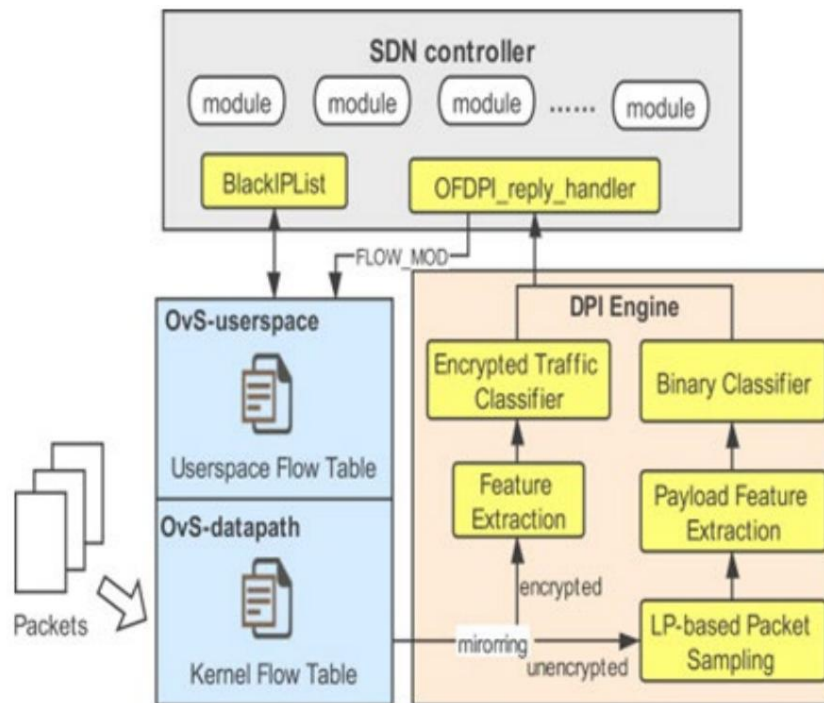 SDN controller
module module module ...... module
BlackIPList
OFDPI_reply_handler
FLOW_MOD
OvS-userspace
Userspace Flow Table
OvS-datapath
Kernel Flow Table
Packets
DPI Engine
Encrypted Traffic
Classifier
Binary Classifier
Feature
Extraction
Payload Feature
Extraction
encrypted
mirorring
unencrypted
LP-based Packet
Sampling